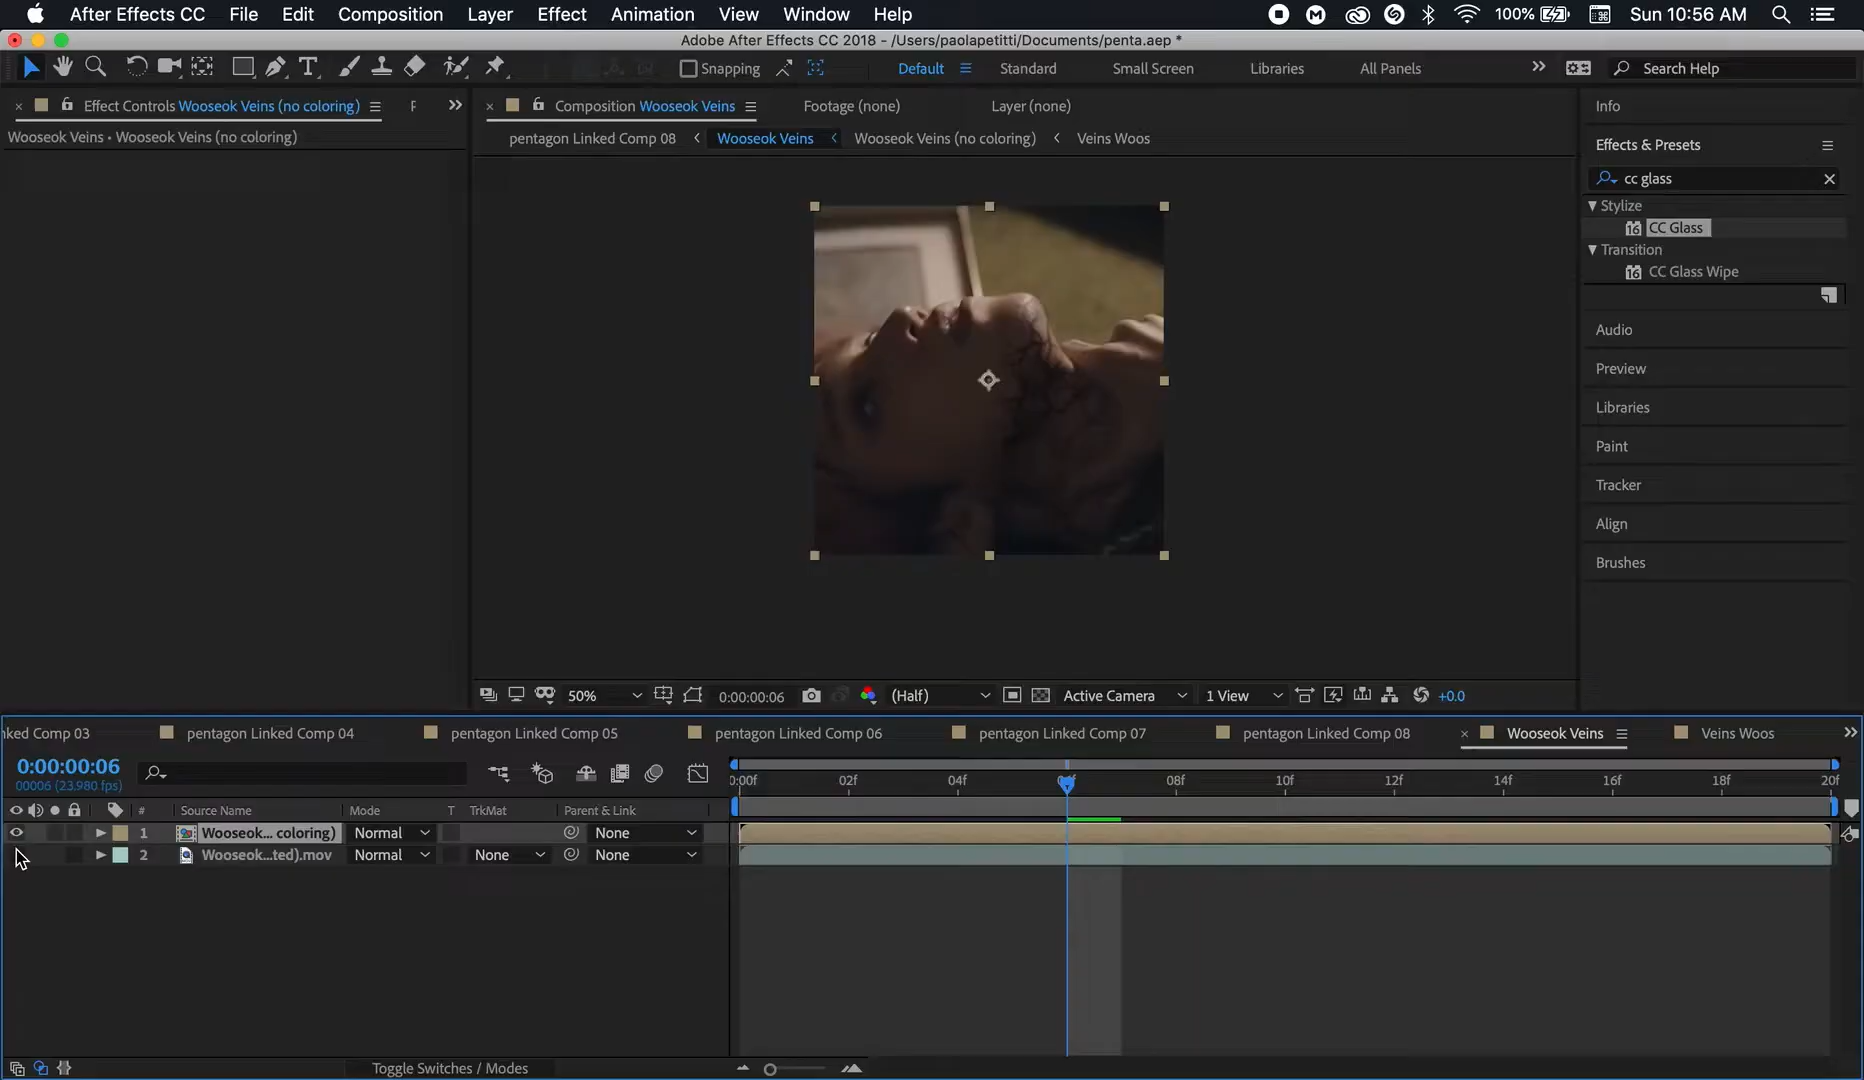 After Effects CC File Edit Composition Layer Effect Animation View Window Help 100% Sun 10:56 AM
Adobe After Effects CC 2018 - /Users/paolapetitti/Documents/penta.aep *
Snapping Default Standard Small Screen Libraries All Panels Search Help
Effect Controls Wooseok Veins (no coloring)
Composition Wooseok Veins Footage (none) Layer (none)
Info
Wooseok Veins • Wooseok Veins (no coloring)
pentagon Linked Comp 08 Wooseok Veins Wooseok Veins (no coloring) Veins Woos
Effects & Presets
cc glass
Stylize
CC Glass
Transition
CC Glass Wipe
Audio
Preview
Libraries
Paint
Tracker
Align
Brushes
50% 0:00:00:06 (Half) Active Camera 1 View +0.0
nked Comp 03 pentagon Linked Comp 04 pentagon Linked Comp 05 pentagon Linked Comp 06 pentagon Linked Comp 07 pentagon Linked Comp 08 Wooseok Veins Veins Woos
0:00:00:06
00006 (23.980 fps)
02f 04f 08f 10f 12f 14f 16f 18f 20f
# Source Name Mode T TrkMat Parent & Link
1 Wooseok... coloring) Normal None
2 Wooseok...ted).mov Normal None None
Toggle Switches / Modes